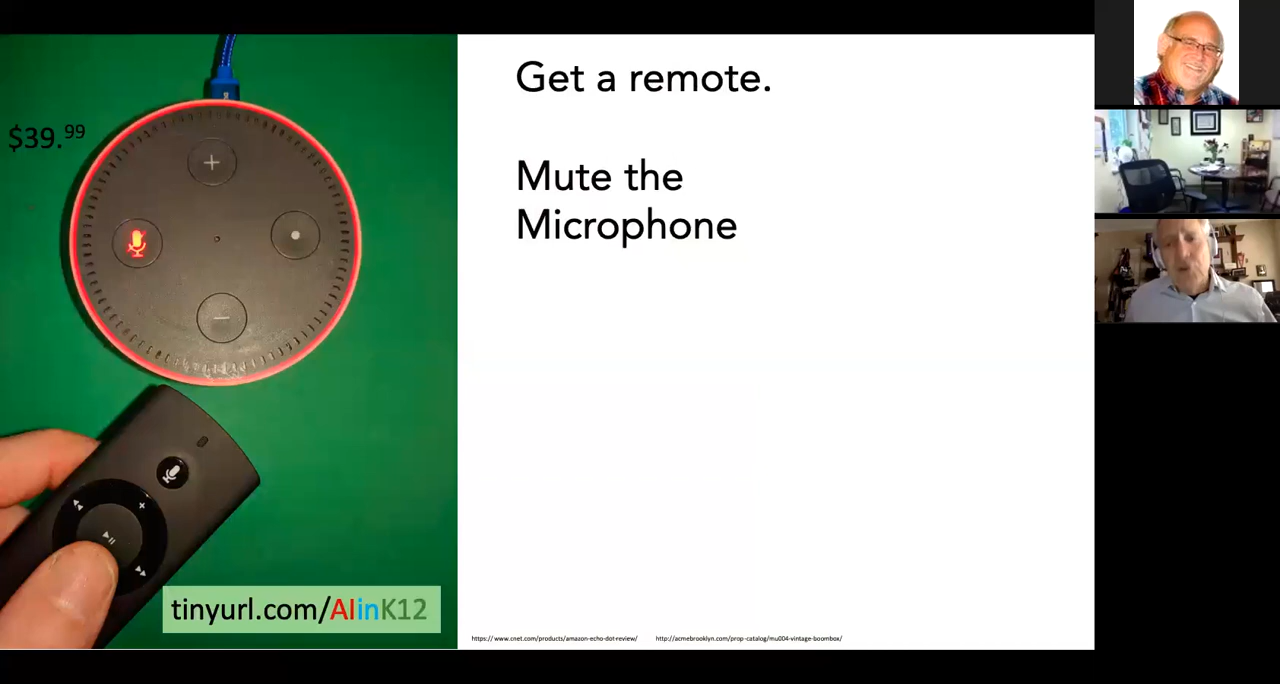 $39.99
Get a remote.
Mute the
Microphone
tinyurl.com/AIinK12
https://www.cnet.com/products/amazon-echo-dot-review/
http://acmebrooklyn.com/prop-catalog/mu004-vintage-boombox/